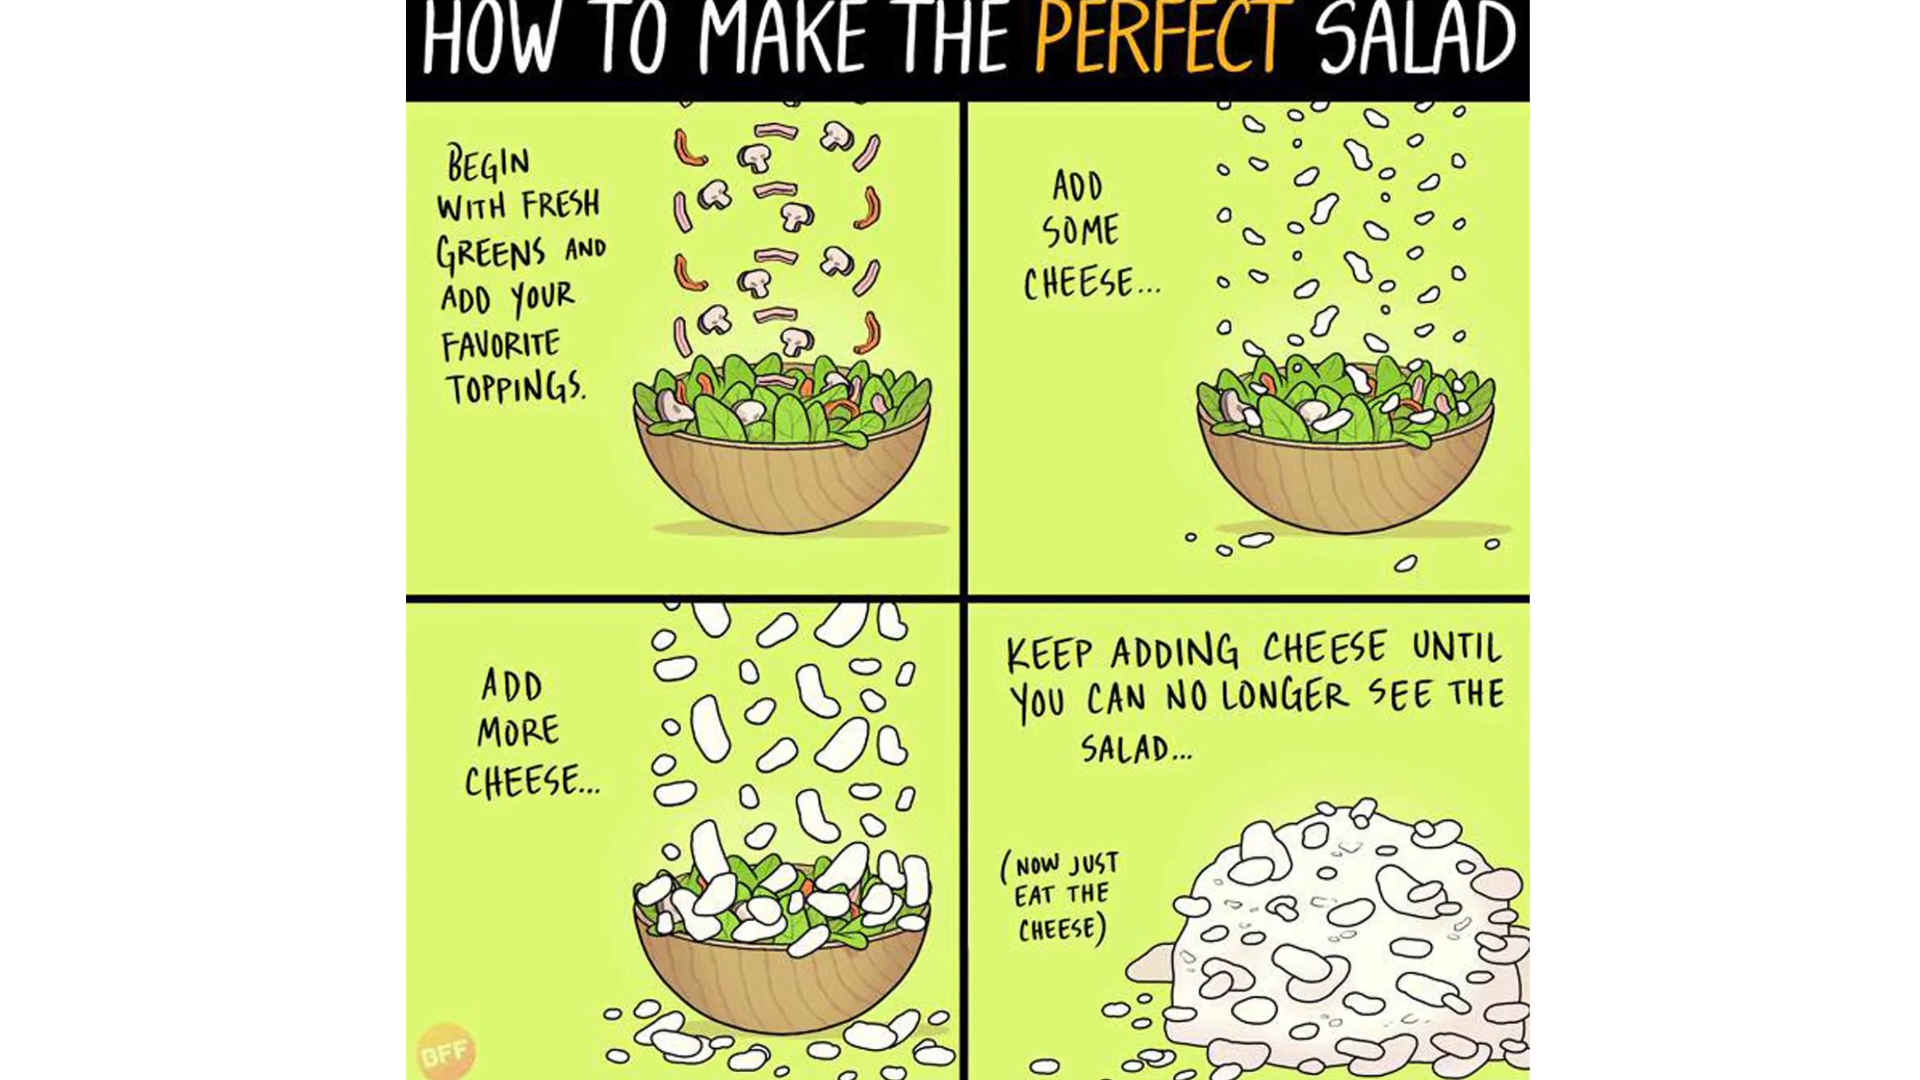 HOW TO MAKE THE PERFECT SALAD
BEGIN
WITH FRESH
GREENS AND
ADD YOUR
FAVORITE
TOPPINGS.
ADD
SOME
CHEESE...
ADD
MORE
CHEESE...
KEEP ADDING CHEESE UNTIL
YOU CAN NO LONGER SEE THE
SALAD...
(NOW JUST
EAT THE
CHEESE)
BFF